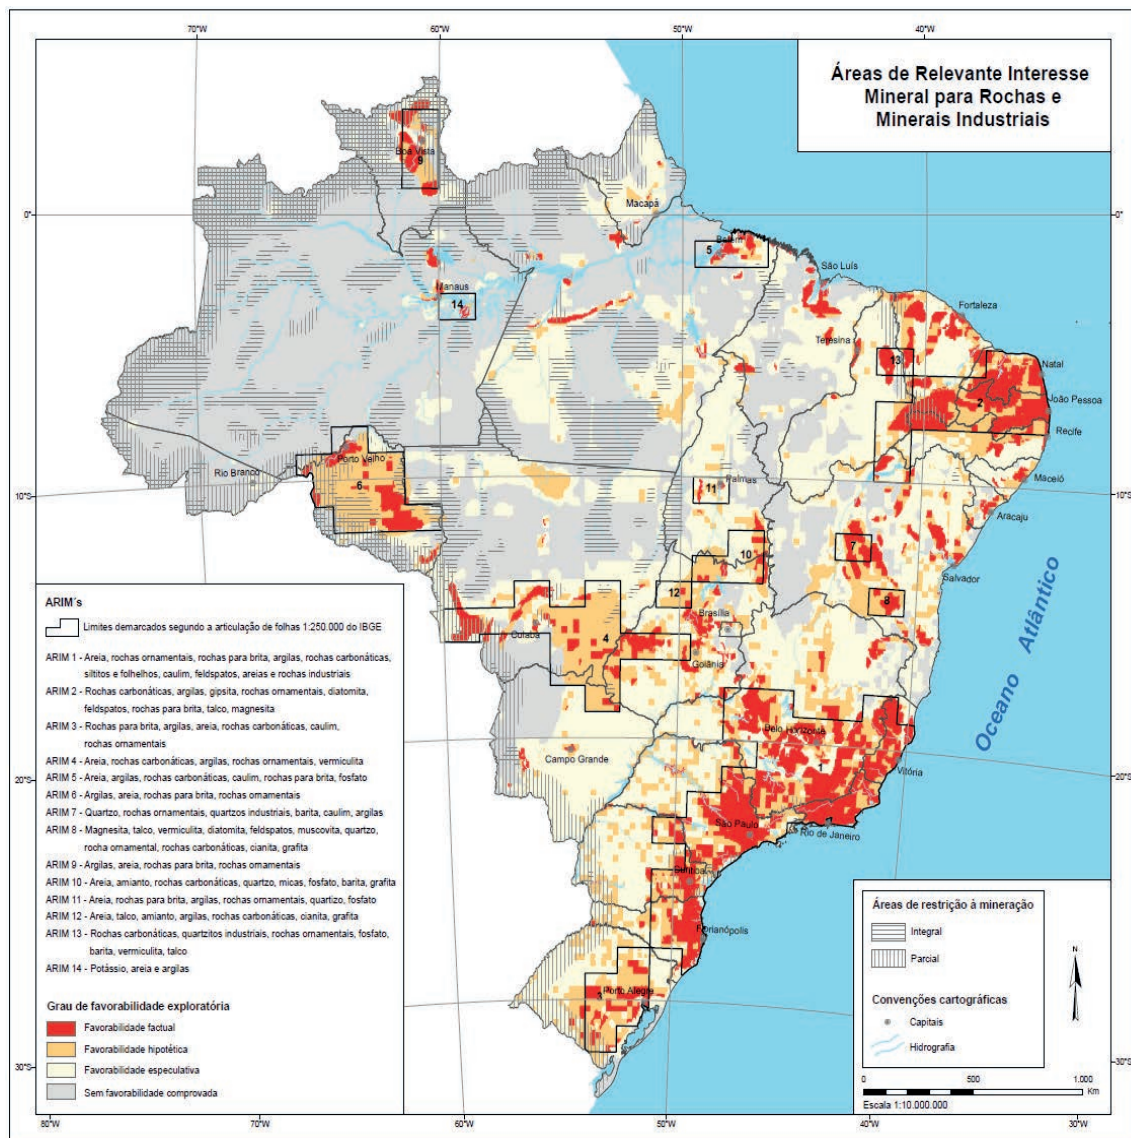 70°W
60°W
50°W
40°W
Áreas de Relevante Interesse
Mineral para Rochas e
Minerais Industriais
Boa Vista
9
Macapá
0°
0°
5
Belém
São Luís
Manaus
14
Fortaleza
Teresina
13
Natal
2
João Pessoa
Recife
Porto Velho
Rio Branco
6
Maceió
10°S
11
Palmas
10°S
Aracaju
7
10
Salvador
8
12
Brasília
Cuiabá
4
Goiânia
Oceano Atlântico
Belo Horizonte
Campo Grande
1
Vitória
20°S
20°S
São Paulo
Rio de Janeiro
Curitiba
Florianópolis
Porto Alegre
3
30°S
30°S
ARIM´s
Limites demarcados segundo a articulação de folhas 1:250.000 do IBGE
ARIM 1 - Areia, rochas ornamentais, rochas para brita, argilas, rochas carbonáticas,
siltitos e folhelhos, caulim, feldspatos, areias e rochas industriais
ARIM 2 - Rochas carbonáticas, argilas, gipsita, rochas ornamentais, diatomita,
feldspatos, rochas para brita, talco, magnesita
ARIM 3 - Rochas para brita, argilas, areia, rochas carbonáticas, caulim,
rochas ornamentais
ARIM 4 - Areia, rochas carbonáticas, argilas, rochas ornamentais, vermiculita
ARIM 5 - Areia, argilas, rochas carbonáticas, caulim, rochas para brita, fosfato
ARIM 6 - Argilas, areia, rochas para brita, rochas ornamentais
ARIM 7 - Quartzo, rochas ornamentais, quartzos industriais, barita, caulim, argilas
ARIM 8 - Magnesita, talco, vermiculita, diatomita, feldspatos, muscovita, quartzo,
rocha ornamental, rochas carbonáticas, cianita, grafita
ARIM 9 - Argilas, areia, rochas para brita, rochas ornamentais
ARIM 10 - Areia, amianto, rochas carbonáticas, quartzo, micas, fosfato, barita, grafita
ARIM 11 - Areia, rochas para brita, argilas, rochas ornamentais, quartizo, fosfato
ARIM 12 - Areia, talco, amianto, argilas, rochas carbonáticas, cianita, grafita
ARIM 13 - Rochas carbonáticas, quartzitos industriais, rochas ornamentais, fosfato,
barita, vermiculita, talco
ARIM 14 - Potássio, areia e argilas
Grau de favorabilidade exploratória
Favorabilidade factual
Favorabilidade hipotética
Favorabilidade especulativa
Sem favorabilidade comprovada
Áreas de restrição à mineração
Integral
Parcial
Convenções cartográficas
Capitais
Hidrografia
N
0 500 1.000
Km
Escala 1:10.000.000
80°W
70°W
60°W
50°W
40°W
30°W